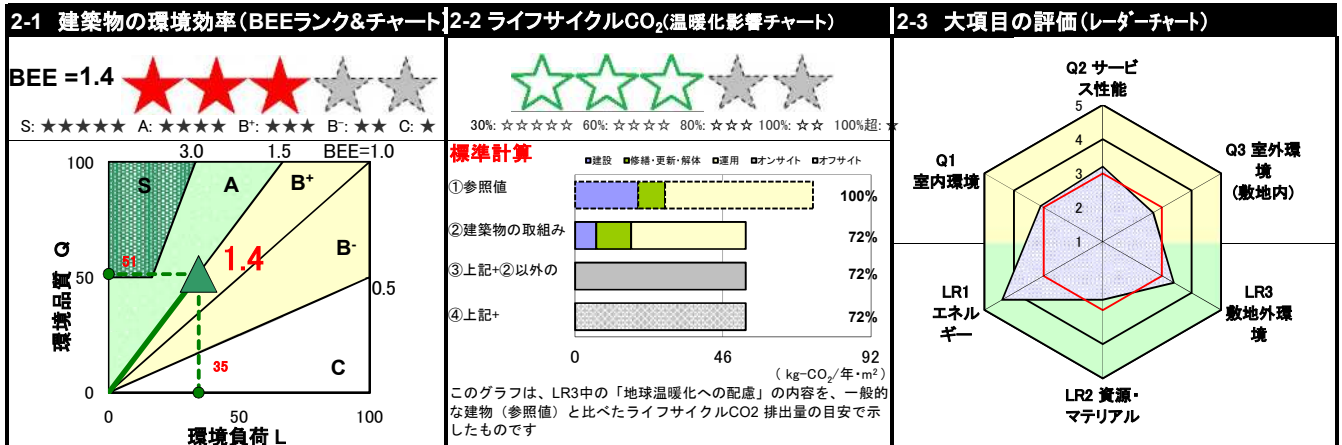 2-1 建築物の環境効率(BEEランク&チャート)
BEE =1.4
S: ★★★★★ A: ★★★★ B⁺: ★★★ B⁻: ★★ C: ★
3.0 1.5 BEE=1.0
100
S A B⁺
B⁻
環境品質 Q
51
50
1.4
0.5
35
C
0
0 50 100
環境負荷 L
2-2 ライフサイクルCO₂(温暖化影響チャート)
30%: ☆☆☆☆☆ 60%: ☆☆☆☆ 80%: ☆☆☆ 100%: ☆☆ 100%超: ☆
標準計算
■建設 ■修繕・更新・解体 ■運用 ■オンサイト ■オフサイト
①参照値 100%
②建築物の取組み 72%
③上記+②以外の 72%
④上記+ 72%
0 46 92
( kg-CO₂/年・m² )
このグラフは、LR3中の「地球温暖化への配慮」の内容を、一般的
な建物(参照値)と比べたライフサイクルCO2 排出量の目安で示
したものです
2-3 大項目の評価(レーダーチャート)
Q2 サービ
ス性能
5
4
3
2
1
Q1
室内環境
Q3 室外環
境
(敷地内)
LR1
エネル
ギー
LR3
敷地外環
境
LR2 資源・
マテリアル